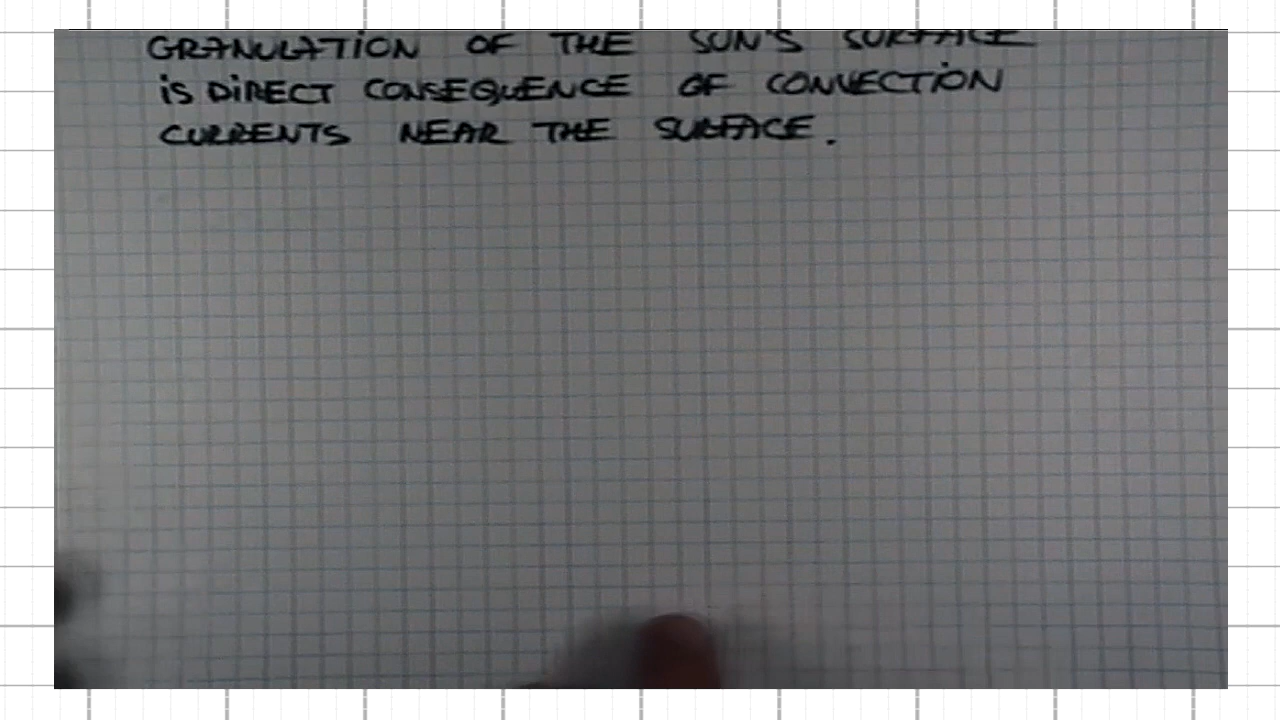 GRANULATION OF THE SUN'S SURFACE
iS DiRECT CONSEQUENCE OF CONVECTiON
CURRENTS NEAR THE SURFACE.